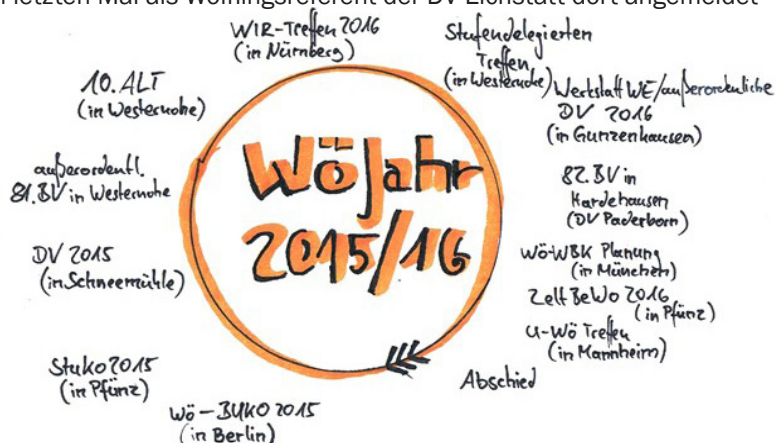 letzten Mal als Wölflingsreferent der DV Eichstätt dort angemeldet
WIR-Treffen 2016
(in Nürnberg)
Stufendelegierten
Treffen
(in Westernohe)
Werkstatt WE/außerordentliche
DV 2016
(in Gunzenhausen)
82. BV in
Hardehausen
(DV Paderborn)
Wö-WBK Planung
(in München)
Zelt BeWo 2016
(in Pfünz)
Ü-Wö Treffen
(in Mannheim)
Abschied
Wö-BUKO 2015
(in Berlin)
Stuko 2015
(in Pfünz)
DV 2015
(in Schneemühle)
außerordentl.
81. BV in Westernohe
10. ALT
(in Westernohe)
Wö Jahr
2015/16